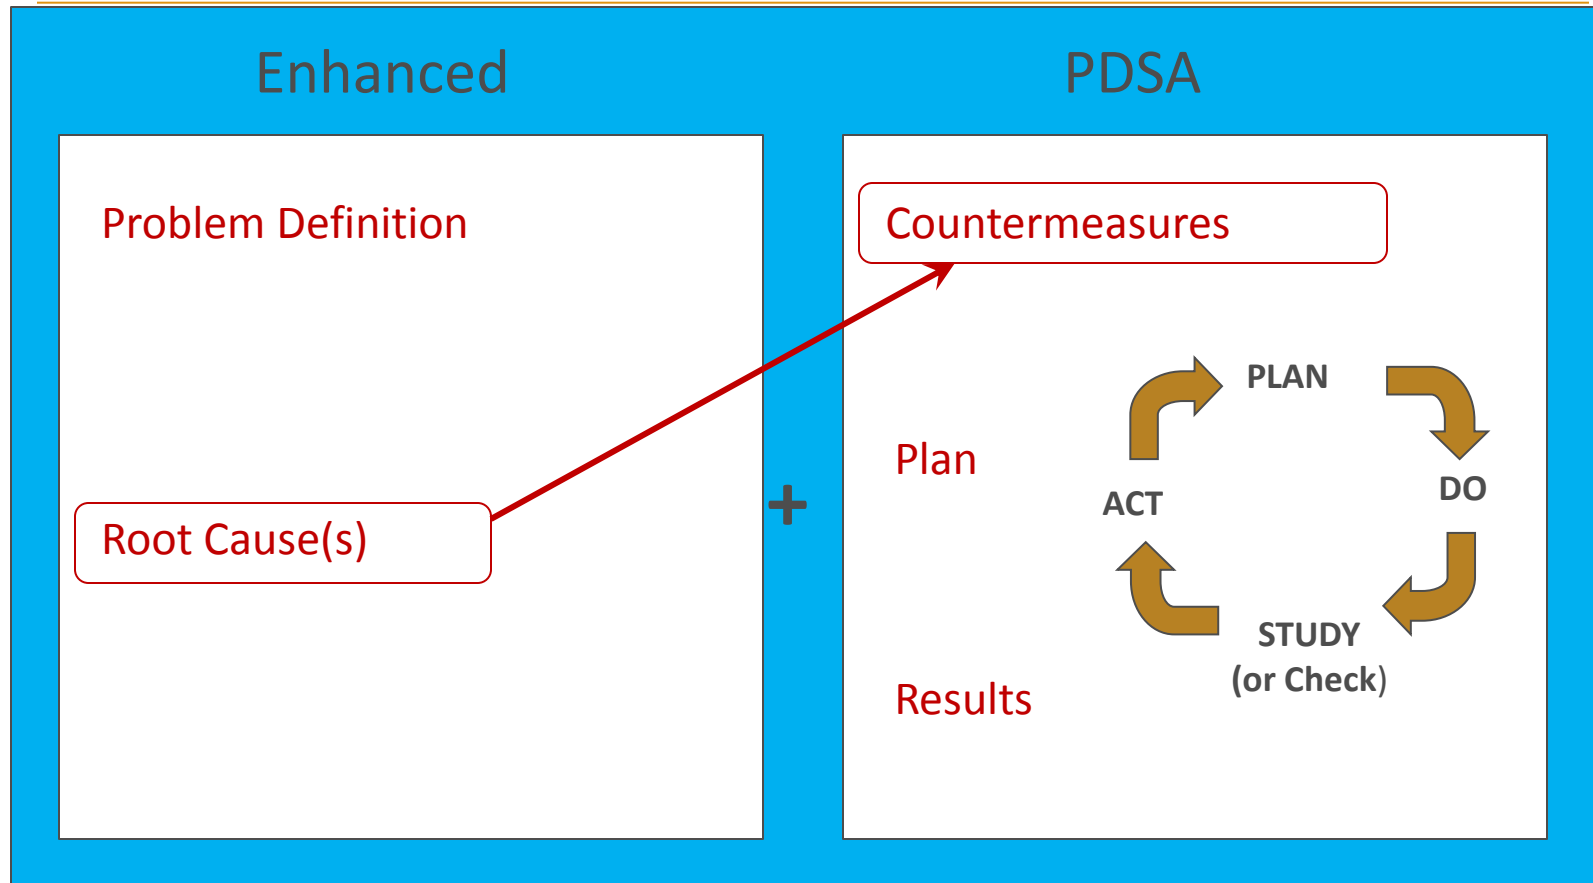 Enhanced
PDSA
Problem Definition
Root Cause(s)
+
Countermeasures
Plan
Results
PLAN
DO
STUDY
(or Check)
ACT